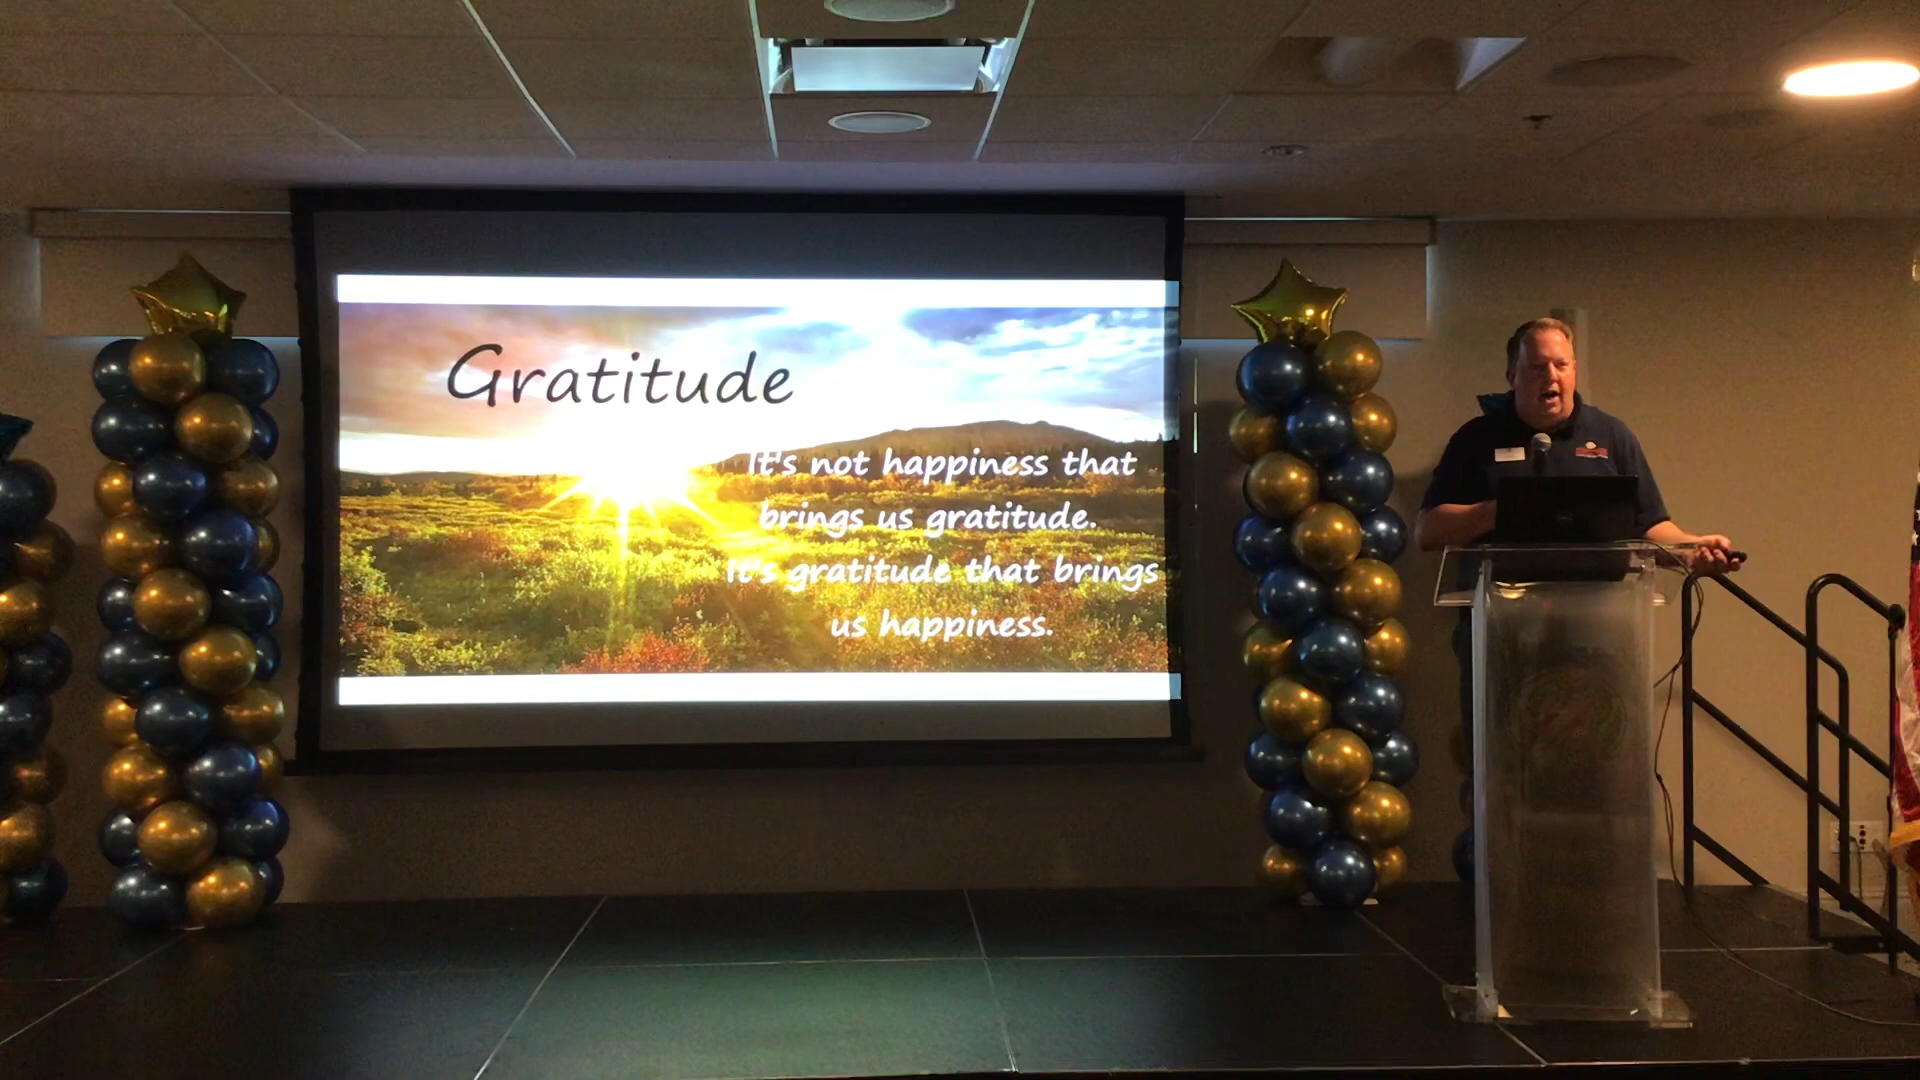 Gratitude
It's not happiness that
brings us gratitude.
It's gratitude that brings
us happiness.